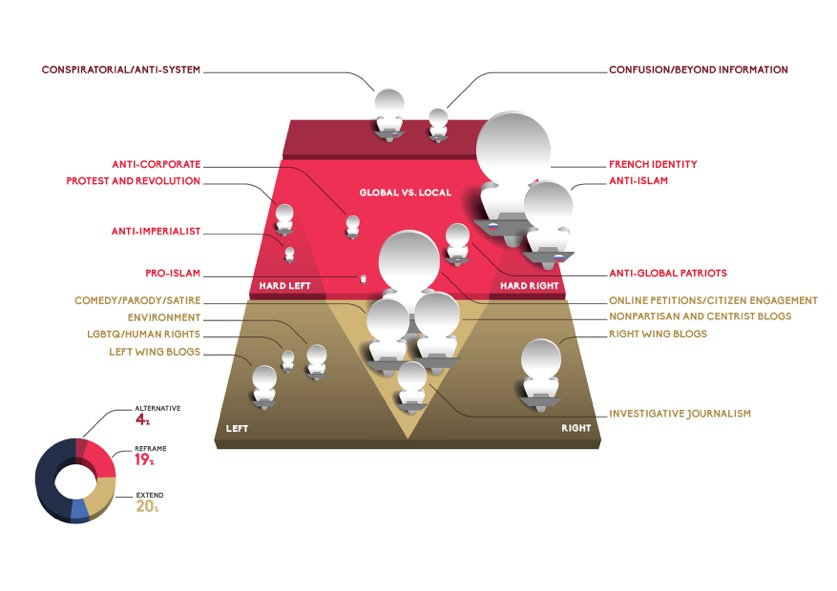 CONSPIRATORIAL/ANTI-SYSTEM
CONFUSION/BEYOND INFORMATION
ANTI-CORPORATE
FRENCH IDENTITY
PROTEST AND REVOLUTION
ANTI-ISLAM
GLOBAL VS. LOCAL
ANTI-IMPERIALIST
PRO-ISLAM
ANTI-GLOBAL PATRIOTS
HARD LEFT
HARD RIGHT
COMEDY/PARODY/SATIRE
ONLINE PETITIONS/CITIZEN ENGAGEMENT
ENVIRONMENT
NONPARTISAN AND CENTRIST BLOGS
LGBTQ/HUMAN RIGHTS
RIGHT WING BLOGS
LEFT WING BLOGS
INVESTIGATIVE JOURNALISM
LEFT
RIGHT
ALTERNATIVE
4%
REFRAME
19%
EXTEND
20%